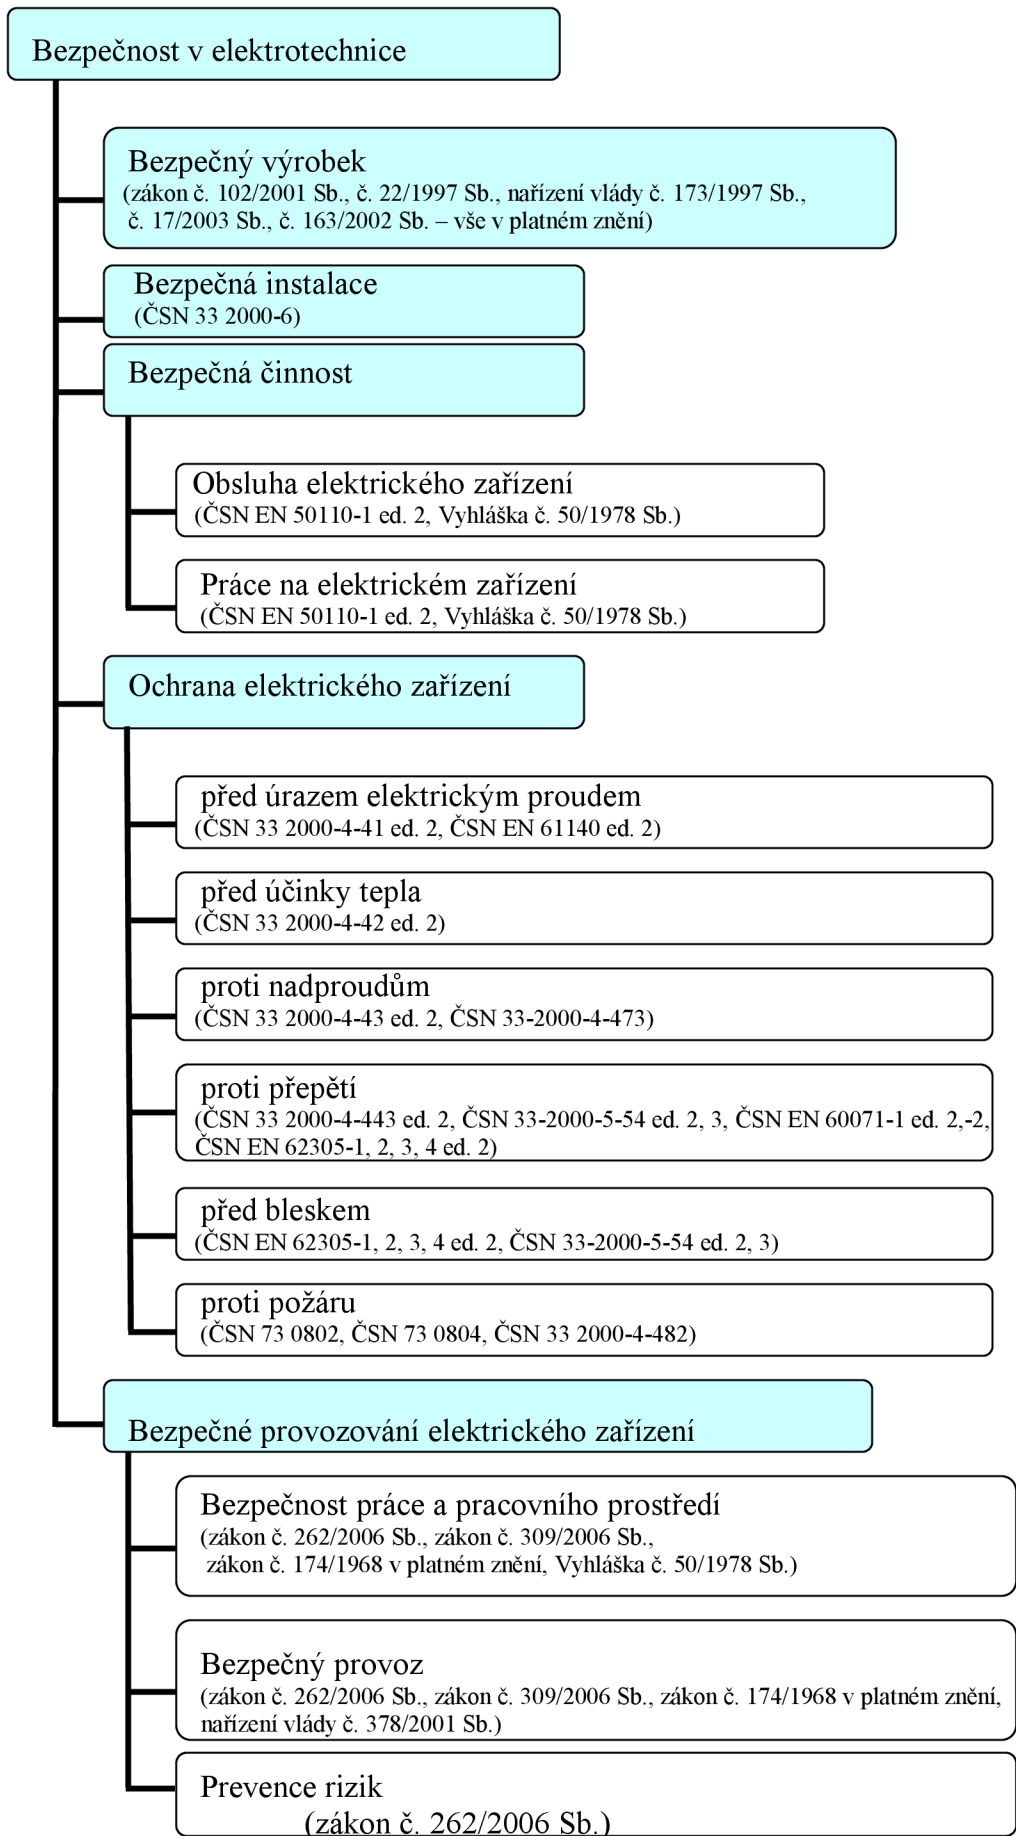 Bezpečnost v elektrotechnice
Bezpečný výrobek
(zákon č. 102/2001 Sb., č. 22/1997 Sb., nařízení vlády č. 173/1997 Sb.,
č. 17/2003 Sb., č. 163/2002 Sb. – vše v platném znění)
Bezpečná instalace
(ČSN 33 2000-6)
Bezpečná činnost
Obsluha elektrického zařízení
(ČSN EN 50110-1 ed. 2, Vyhláška č. 50/1978 Sb.)
Práce na elektrickém zařízení
(ČSN EN 50110-1 ed. 2, Vyhláška č. 50/1978 Sb.)
Ochrana elektrického zařízení
před úrazem elektrickým proudem
(ČSN 33 2000-4-41 ed. 2, ČSN EN 61140 ed. 2)
před účinky tepla
(ČSN 33 2000-4-42 ed. 2)
proti nadproudům
(ČSN 33 2000-4-43 ed. 2, ČSN 33-2000-4-473)
proti přepětí
(ČSN 33 2000-4-443 ed. 2, ČSN 33-2000-5-54 ed. 2, 3, ČSN EN 60071-1 ed. 2,-2,
ČSN EN 62305-1, 2, 3, 4 ed. 2)
před bleskem
(ČSN EN 62305-1, 2, 3, 4 ed. 2, ČSN 33-2000-5-54 ed. 2, 3)
proti požáru
(ČSN 73 0802, ČSN 73 0804, ČSN 33 2000-4-482)
Bezpečné provozování elektrického zařízení
Bezpečnost práce a pracovního prostředí
(zákon č. 262/2006 Sb., zákon č. 309/2006 Sb.,
zákon č. 174/1968 v platném znění, Vyhláška č. 50/1978 Sb.)
Bezpečný provoz
(zákon č. 262/2006 Sb., zákon č. 309/2006 Sb., zákon č. 174/1968 v platném znění,
nařízení vlády č. 378/2001 Sb.)
Prevence rizik
(zákon č. 262/2006 Sb.)